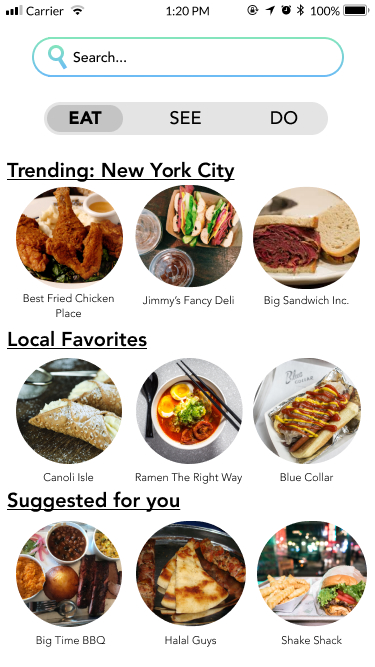 Carrier 1:20 PM 100%
Search...
EAT SEE DO
Trending: New York City
Best Fried Chicken Place
Jimmy's Fancy Deli
Big Sandwich Inc.
Local Favorites
Blue
COLLAR
Canoli Isle
Ramen The Right Way
Blue Collar
Suggested for you
Big Time BBQ
Halal Guys
Shake Shack